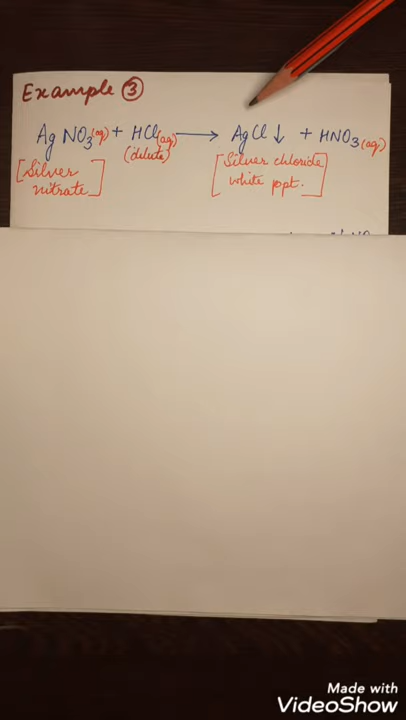 Example ③
AgNO₃(aq) + HCl(aq) → AgCl↓ + HNO₃(aq)
[Silver nitrate] (dilute) [Silver chloride
white ppt.]
Made with
VideoShow